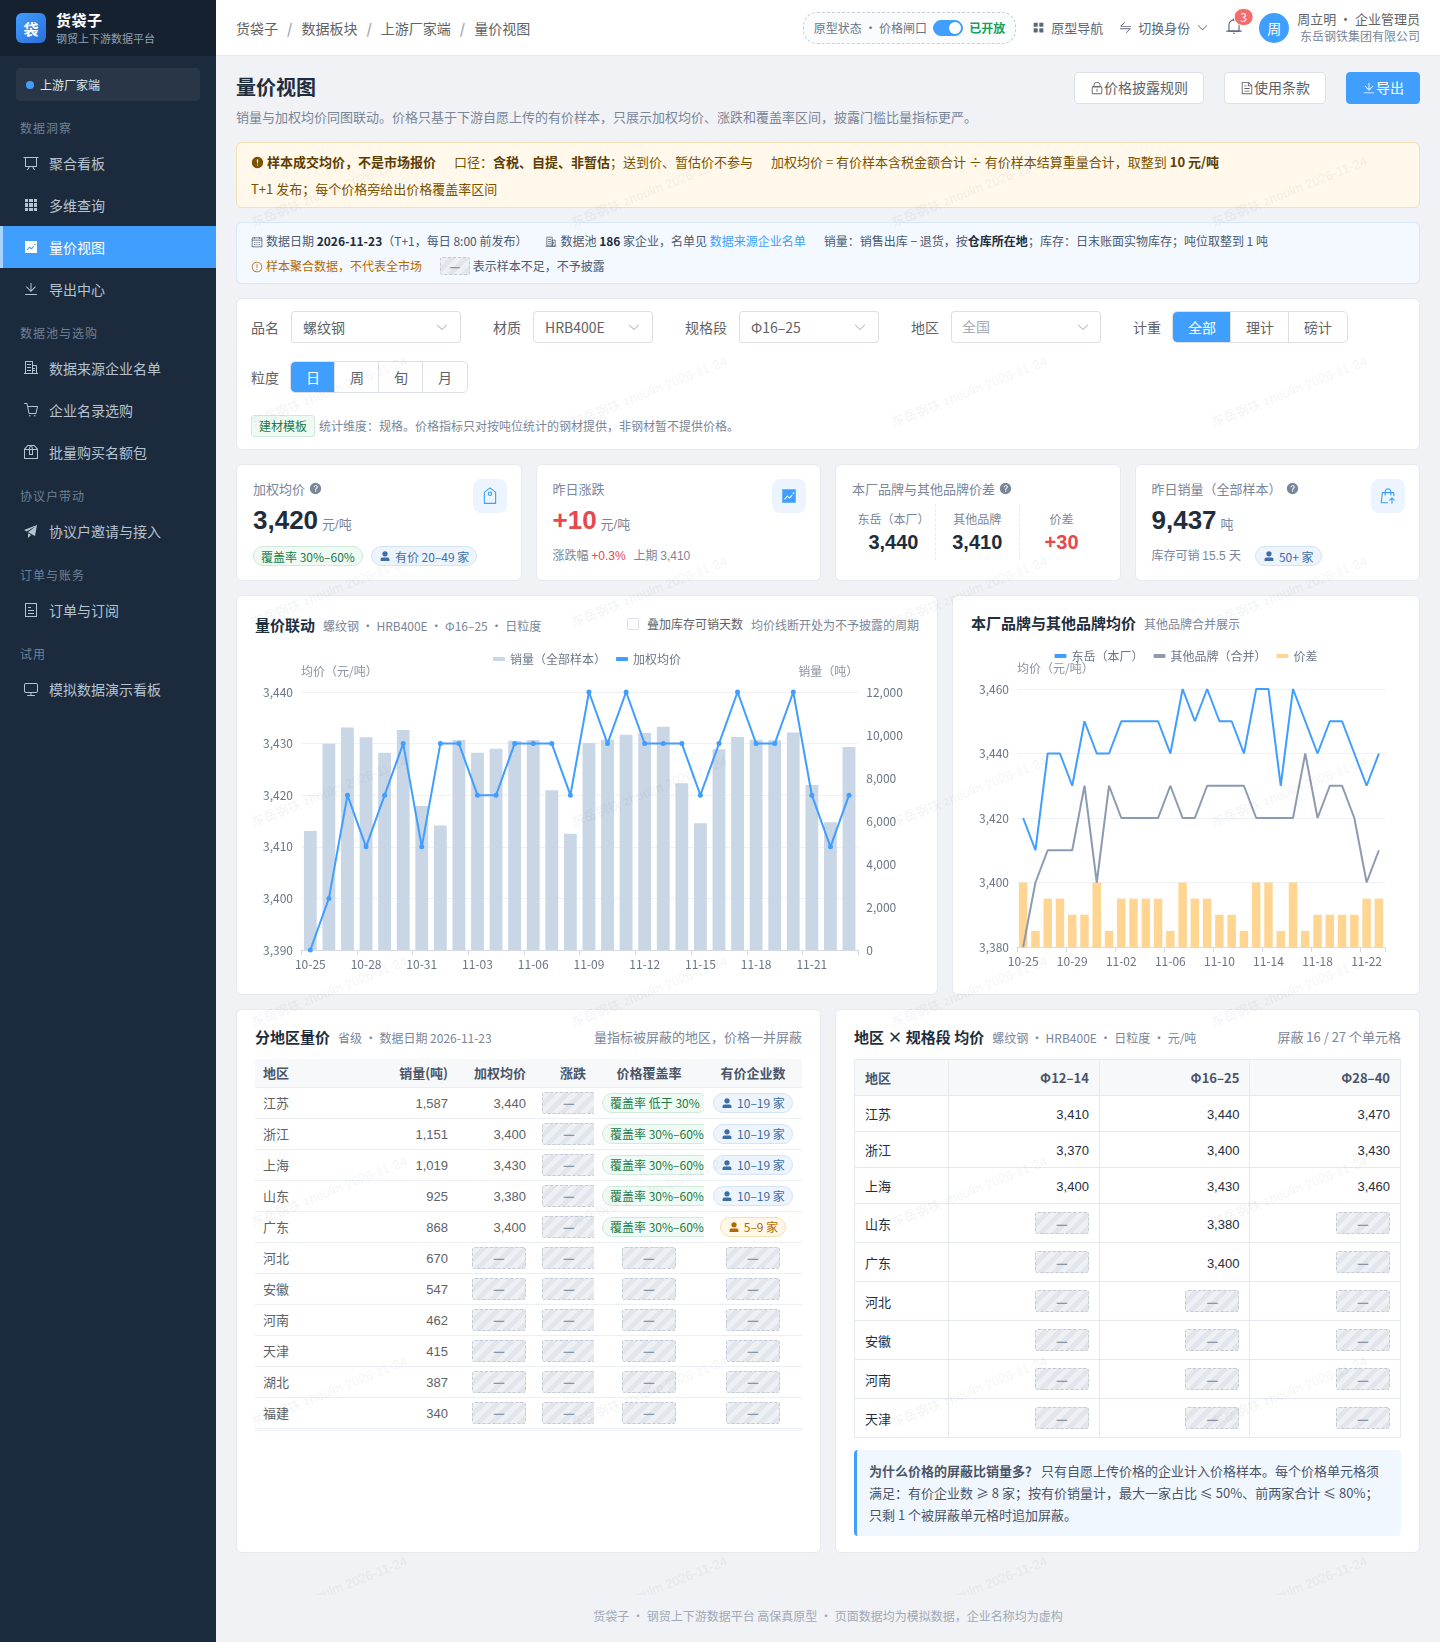 袋 货袋子
钢贸上下游数据平台
上游厂家端
数据洞察
聚合看板
多维查询
量价视图
导出中心
数据池与选购
数据来源企业名单
企业名录选购
批量购买名额包
协议户带动
协议户邀请与接入
订单与账务
订单与订阅
试用
模拟数据演示看板
货袋子 / 数据板块 / 上游厂家端 / 量价视图
原型状态 · 价格闸口 已开放
原型导航
切换身份
3
周
周立明 · 企业管理员
东岳钢铁集团有限公司
量价视图
价格披露规则
使用条款
导出
销量与加权均价同图联动。价格只基于下游自愿上传的有价样本，只展示加权均价、涨跌和覆盖率区间，披露门槛比量指标更严。
样本成交均价，不是市场报价 口径：含税、自提、非暂估；送到价、暂估价不参与 加权均价 = 有价样本含税金额合计 ÷ 有价样本结算重量合计，取整到 10 元/吨
T+1 发布；每个价格旁给出价格覆盖率区间
数据日期 2026-11-23（T+1，每日 8:00 前发布） 数据池 186 家企业，名单见 数据来源企业名单 销量：销售出库 − 退货，按仓库所在地；库存：日末账面实物库存；吨位取整到 1 吨
样本聚合数据，不代表全市场 — 表示样本不足，不予披露
品名 螺纹钢 材质 HRB400E 规格段 Φ16–25 地区 全国 计重 全部 理计 磅计
粒度 日 周 旬 月
建材模板 统计维度：规格。价格指标只对按吨位统计的钢材提供，非钢材暂不提供价格。
加权均价
3,420 元/吨
覆盖率 30%–60% 有价 20–49 家
昨日涨跌
+10 元/吨
涨跌幅 +0.3% 上期 3,410
本厂品牌与其他品牌价差
东岳（本厂） 其他品牌 价差
3,440 3,410 +30
昨日销量（全部样本）
9,437 吨
库存可销 15.5 天 50+ 家
量价联动 螺纹钢 · HRB400E · Φ16–25 · 日粒度
叠加库存可销天数 均价线断开处为不予披露的周期
销量（全部样本） 加权均价
均价（元/吨） 销量（吨）
3,440 12,000
3,430 10,000
3,420 8,000
3,410 6,000
3,400 4,000
3,390 2,000
0
10-25 10-28 10-31 11-03 11-06 11-09 11-12 11-15 11-18 11-21
本厂品牌与其他品牌均价 其他品牌合并展示
东岳（本厂） 其他品牌（合并） 价差
均价（元/吨）
3,460
3,440
3,420
3,400
3,380
10-25 10-29 11-02 11-06 11-10 11-14 11-18 11-22
分地区量价 省级 · 数据日期 2026-11-23 量指标被屏蔽的地区，价格一并屏蔽
地区 销量(吨) 加权均价 涨跌 价格覆盖率 有价企业数
江苏 1,587 3,440 — 覆盖率 低于 30% 10–19 家
浙江 1,151 3,400 — 覆盖率 30%–60% 10–19 家
上海 1,019 3,430 — 覆盖率 30%–60% 10–19 家
山东 925 3,380 — 覆盖率 30%–60% 10–19 家
广东 868 3,400 — 覆盖率 30%–60% 5–9 家
河北 670 — — — —
安徽 547 — — — —
河南 462 — — — —
天津 415 — — — —
湖北 387 — — — —
福建 340 — — — —
地区 × 规格段 均价 螺纹钢 · HRB400E · 日粒度 · 元/吨 屏蔽 16 / 27 个单元格
地区 Φ12–14 Φ16–25 Φ28–40
江苏 3,410 3,440 3,470
浙江 3,370 3,400 3,430
上海 3,400 3,430 3,460
山东 — 3,380 —
广东 — 3,400 —
河北 — — —
安徽 — — —
河南 — — —
天津 — — —
为什么价格的屏蔽比销量多？ 只有自愿上传价格的企业计入价格样本。每个价格单元格须
满足：有价企业数 ≥ 8 家；按有价销量计，最大一家占比 ≤ 50%、前两家合计 ≤ 80%；
只剩 1 个被屏蔽单元格时追加屏蔽。
货袋子 · 钢贸上下游数据平台 高保真原型 · 页面数据均为模拟数据，企业名称均为虚构
东岳钢铁 zhoulm 2026-11-24